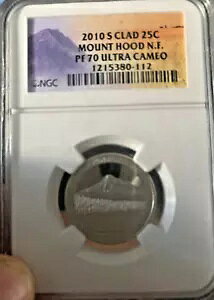 2010 S CLAD 25C
MOUNT HOOD N.F.
PF 70 ULTRA CAMEO
1215380-112
NGC